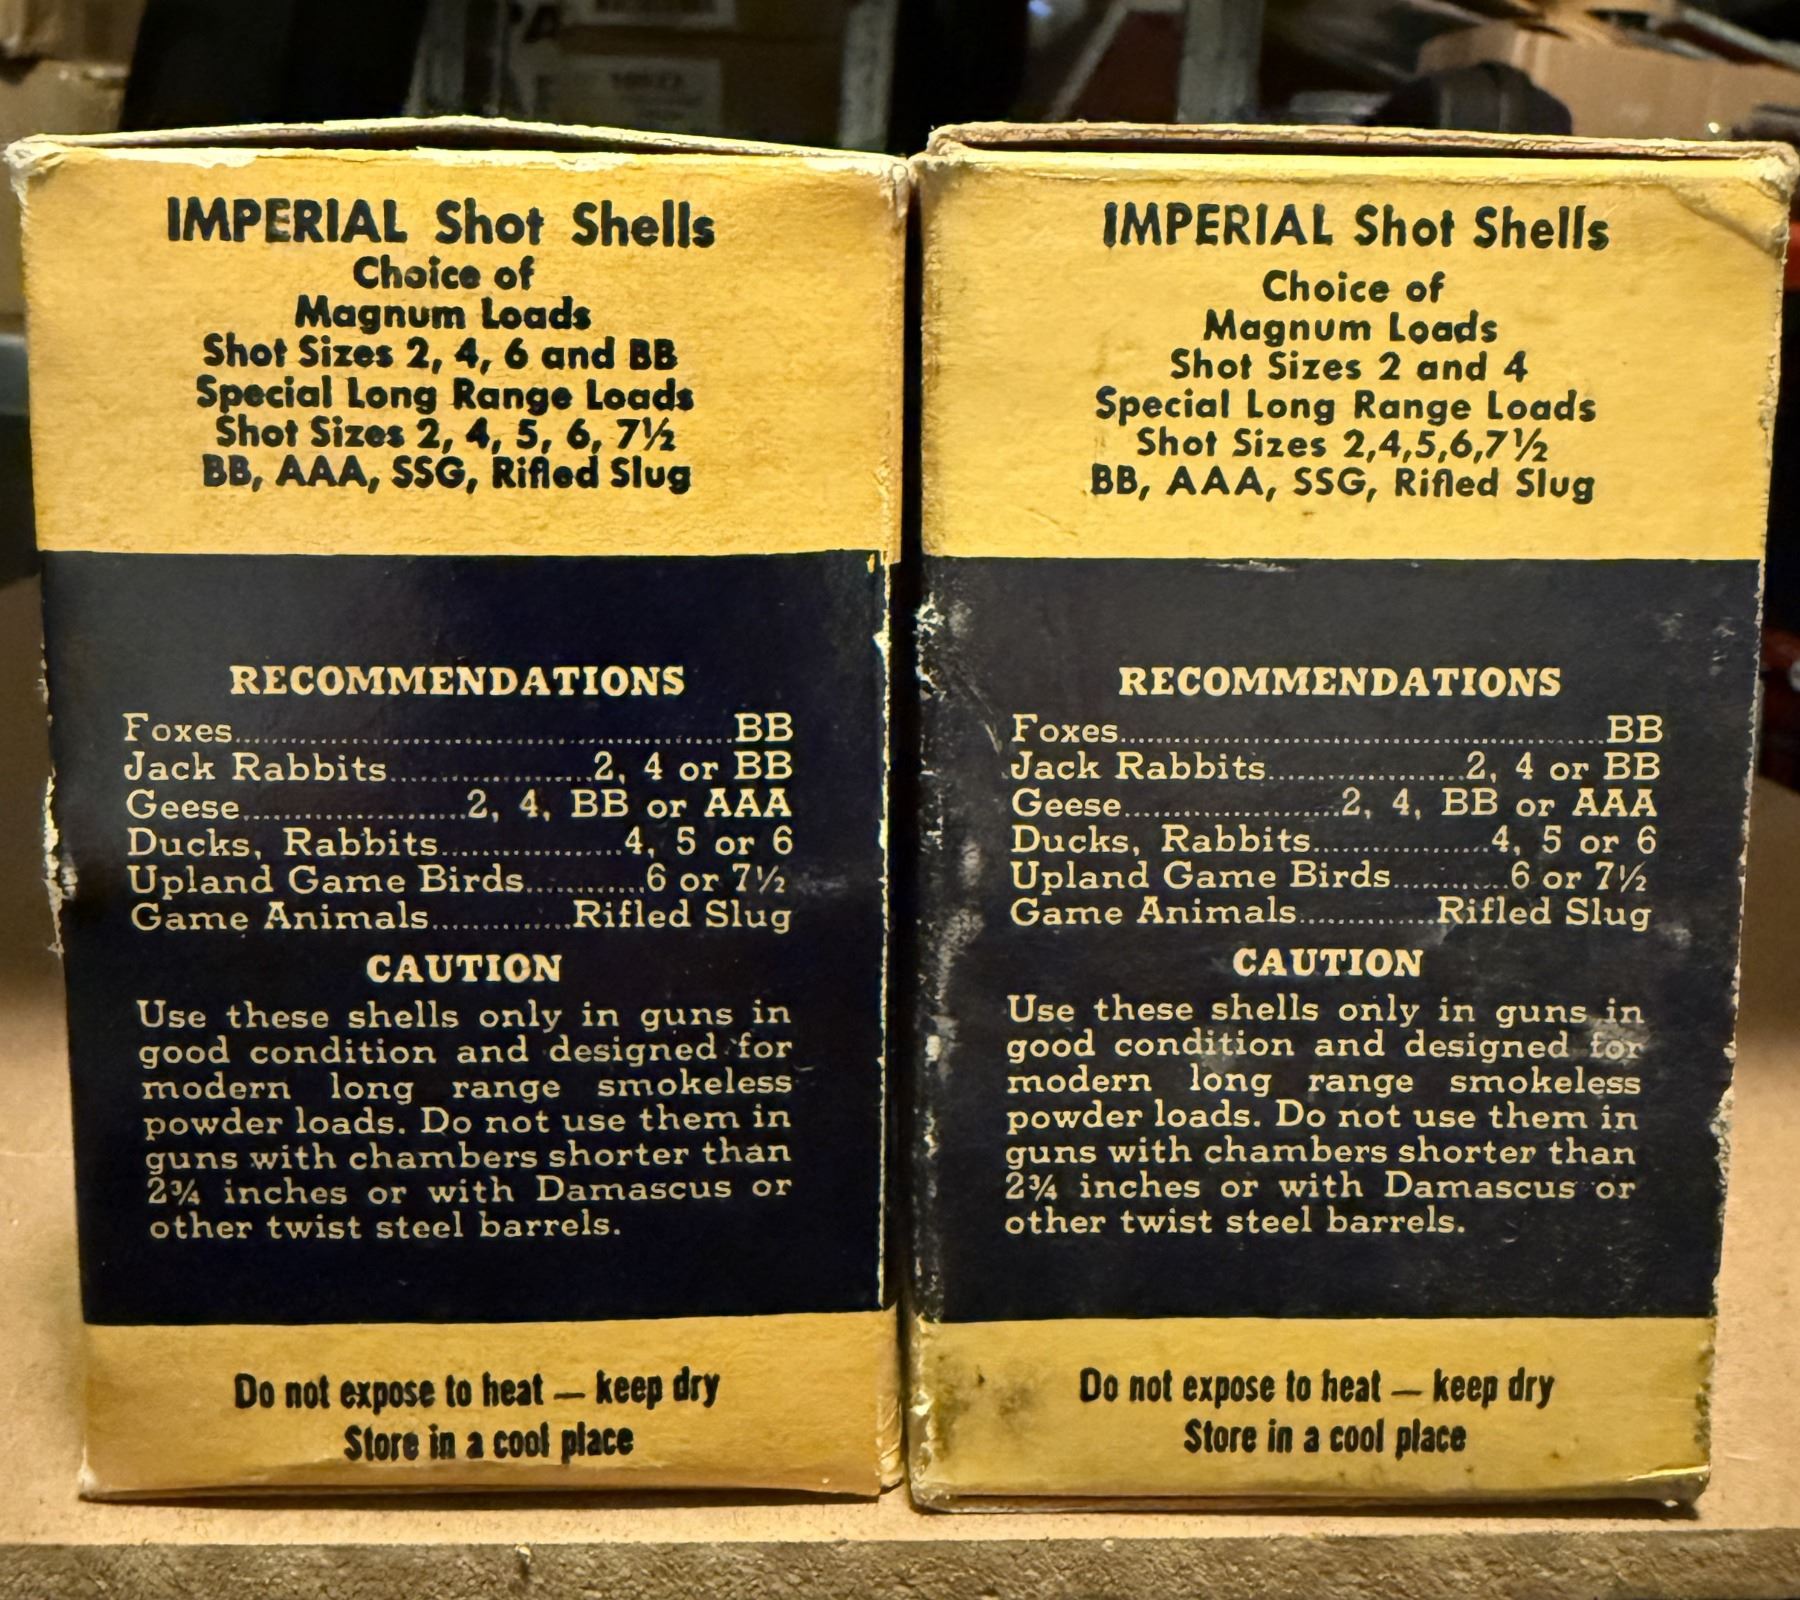 IMPERIAL Shot Shells
Choice of
Magnum Loads
Shot Sizes 2, 4, 6 and BB
Special Long Range Loads
Shot Sizes 2, 4, 5, 6, 7½
BB, AAA, SSG, Rifled Slug
RECOMMENDATIONS
Foxes..................................................BB
Jack Rabbits....................2, 4 or BB
Geese......................2, 4, BB or AAA
Ducks, Rabbits..................4, 5 or 6
Upland Game Birds............6 or 7½
Game Animals..............Rifled Slug
CAUTION
Use these shells only in guns in
good condition and designed for
modern long range smokeless
powder loads. Do not use them in
guns with chambers shorter than
2¾ inches or with Damascus or
other twist steel barrels.
Do not expose to heat — keep dry
Store in a cool place
IMPERIAL Shot Shells
Choice of
Magnum Loads
Shot Sizes 2 and 4
Special Long Range Loads
Shot Sizes 2,4,5,6,7½
BB, AAA, SSG, Rifled Slug
RECOMMENDATIONS
Foxes..................................................BB
Jack Rabbits....................2, 4 or BB
Geese......................2, 4, BB or AAA
Ducks, Rabbits..................4, 5 or 6
Upland Game Birds............6 or 7½
Game Animals..............Rifled Slug
CAUTION
Use these shells only in guns in
good condition and designed for
modern long range smokeless
powder loads. Do not use them in
guns with chambers shorter than
2¾ inches or with Damascus or
other twist steel barrels.
Do not expose to heat — keep dry
Store in a cool place